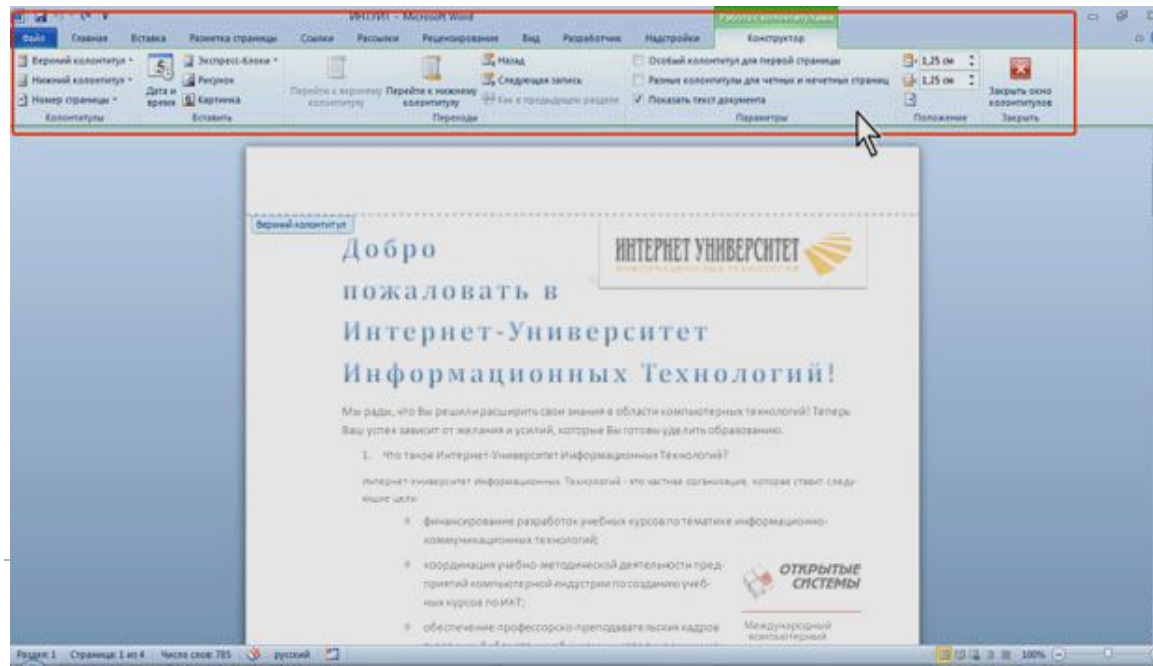 ИНТУИТ - Microsoft Word
Работа с колонтитулами
Файл Главная Вставка Разметка страницы Ссылки Рассылки Рецензирование Вид Разработчик Надстройки Конструктор
Верхний колонтитул
Нижний колонтитул
Номер страницы
Колонтитулы
5
Дата и
время
Экспресс-блоки
Рисунок
Картинка
Вставить
Перейти к верхнему
колонтитулу
Перейти к нижнему
колонтитулу
Назад
Следующая запись
Как в предыдущем разделе
Переходы
Особый колонтитул для первой страницы
Разные колонтитулы для четных и нечетных страниц
Показать текст документа
Параметры
1,25 см
1,25 см
Положение
Закрыть окно
колонтитулов
Закрыть
Верхний колонтитул
ИНТЕРНЕТ УНИВЕРСИТЕТ
ИНФОРМАЦИОННЫХ ТЕХНОЛОГИЙ
Добро
пожаловать в
Интернет-Университет
Информационных Технологий!
Мы рады, что Вы решили расширить свои знания в области компьютерных технологий! Теперь
Ваш успех зависит от желания и усилий, которые Вы готовы уделить образованию.
1. Что такое Интернет-Университет Информационных Технологий?
Интернет-Университет Информационных Технологий - это частная организация, которая ставит следу-
ющие цели
финансирование разработок учебных курсов по тематике информационно-
коммуникационных технологий;
координация учебно-методической деятельности пред-
приятий компьютерной индустрии по созданию учеб-
ных курсов по ИКТ;
обеспечение профессорско-преподавательских кадров
ОТКРЫТЫЕ
СИСТЕМЫ
Международный
компьютерный
Раздел: 1 Страница: 1 из 4 Число слов: 785 русский 100%